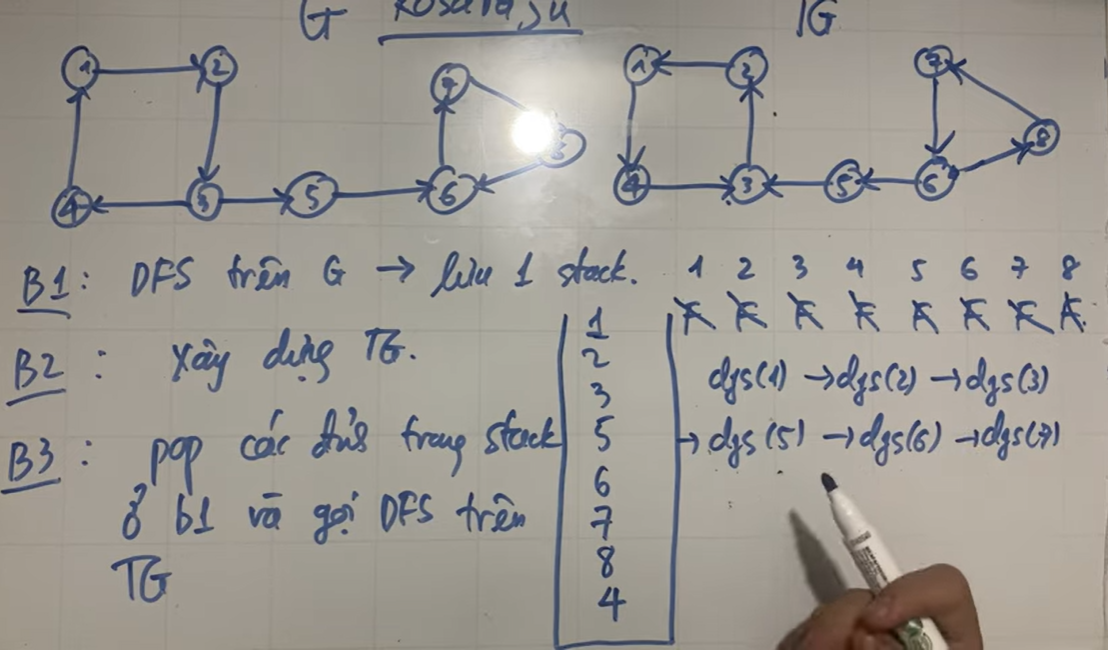 G Kosaraju TG
1 2 7 8
4 3 5 6
1 2 7 8
4 3 5 6
B1: DFS trên G → lưu 1 stack.
B2: xây dựng TG.
B3: pop các đỉnh trong stack
ở b1 và gọi DFS trên
TG
1
2
3
5
6
7
8
4
1 2 3 4 5 6 7 8
F F F F F F F F
dfs(1) → dfs(2) → dfs(3)
→ dfs(5) → dfs(6) → dfs(7)